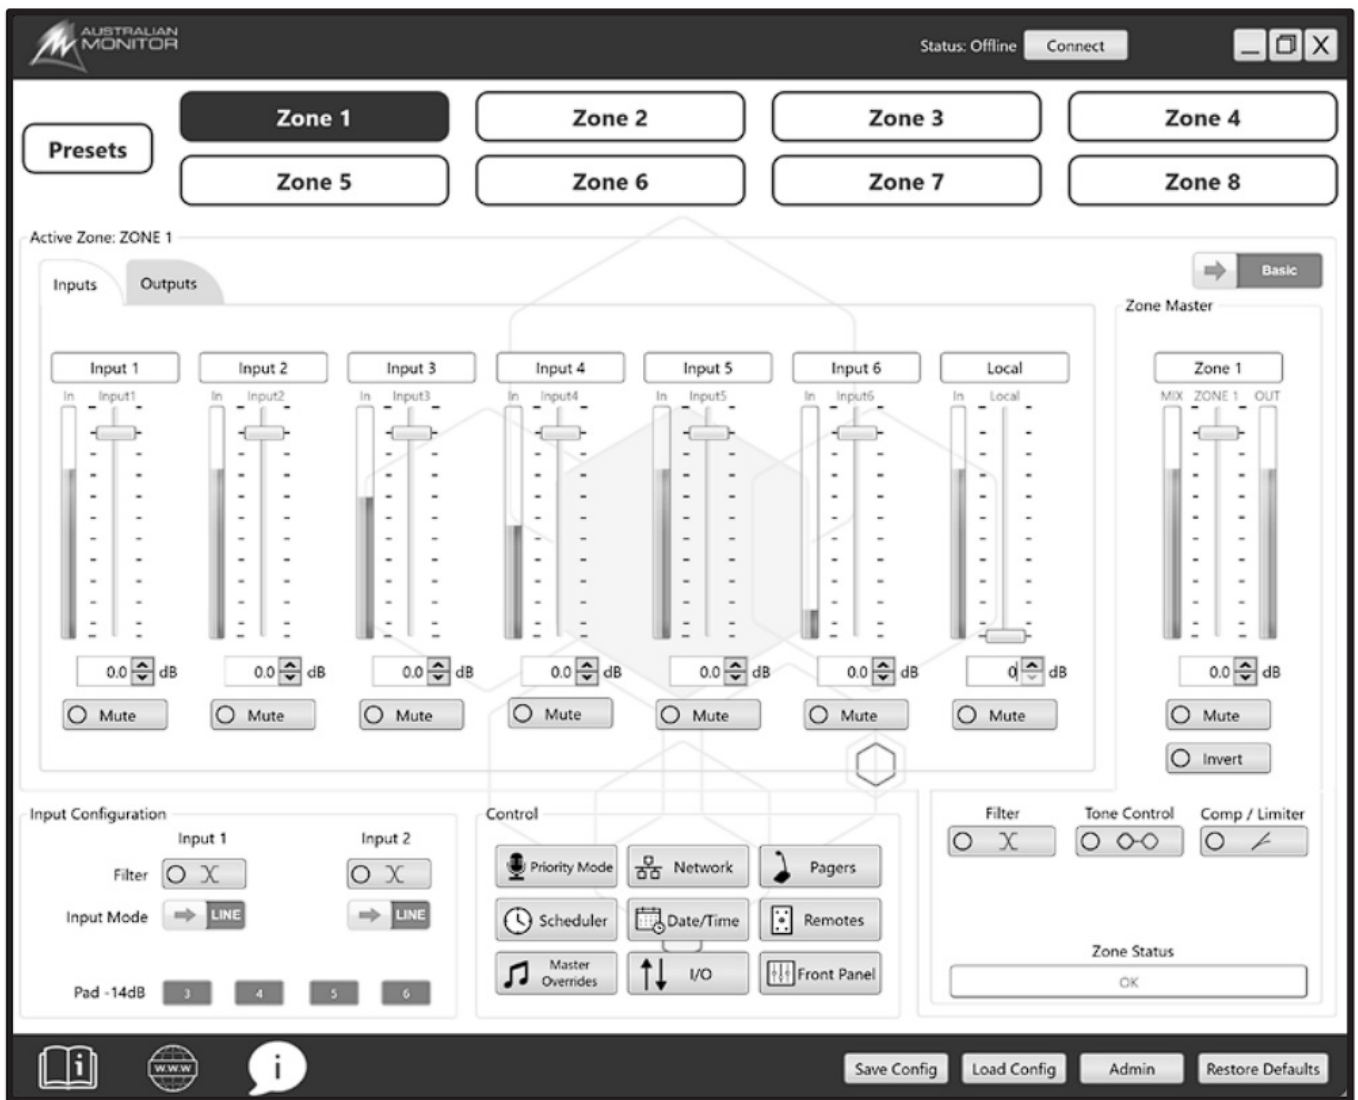 AUSTRALIAN
MONITOR
Status: Offline Connect
X
Presets
Zone 1 Zone 2 Zone 3 Zone 4
Zone 5 Zone 6 Zone 7 Zone 8
Active Zone: ZONE 1
Inputs Outputs
Basic
Zone Master
Input 1 Input 2 Input 3 Input 4 Input 5 Input 6 Local Zone 1
In Input1 In Input2 In Input3 In Input4 In Input5 In Input6 In Local MIX ZONE 1 OUT
0.0 dB 0.0 dB 0.0 dB 0.0 dB 0.0 dB 0.0 dB 0 dB 0.0 dB
Mute Mute Mute Mute Mute Mute Mute Mute
Invert
Input Configuration
Input 1 Input 2
Filter
Input Mode LINE LINE
Pad -14dB 3 4 5 6
Control
Priority Mode Network Pagers
Scheduler Date/Time Remotes
Master Overrides I/O Front Panel
Filter Tone Control Comp / Limiter
Zone Status
OK
i www i
Save Config Load Config Admin Restore Defaults